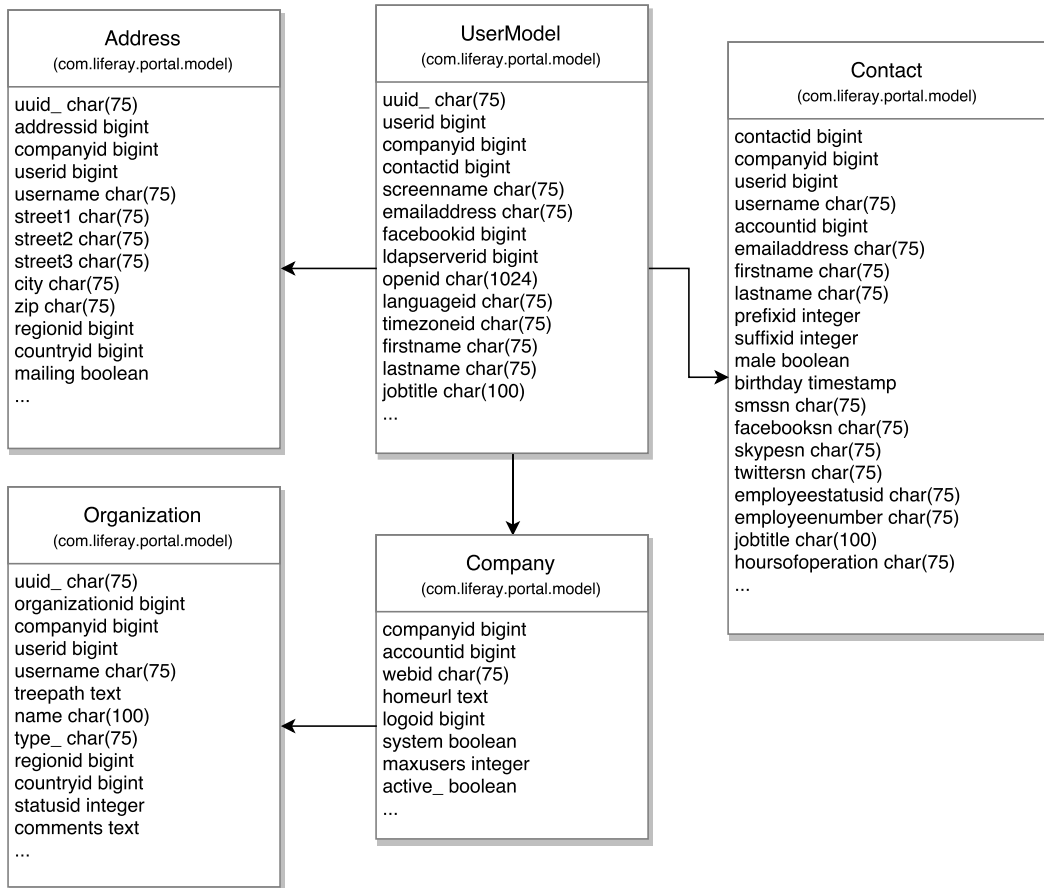 Address
(com.liferay.portal.model)
uuid_ char(75)
addressid bigint
companyid bigint
userid bigint
username char(75)
street1 char(75)
street2 char(75)
street3 char(75)
city char(75)
zip char(75)
regionid bigint
countryid bigint
mailing boolean
...
UserModel
(com.liferay.portal.model)
uuid_ char(75)
userid bigint
companyid bigint
contactid bigint
screenname char(75)
emailaddress char(75)
facebookid bigint
ldapserverid bigint
openid char(1024)
languageid char(75)
timezoneid char(75)
firstname char(75)
lastname char(75)
jobtitle char(100)
...
Contact
(com.liferay.portal.model)
contactid bigint
companyid bigint
userid bigint
username char(75)
accountid bigint
emailaddress char(75)
firstname char(75)
lastname char(75)
prefixid integer
suffixid integer
male boolean
birthday timestamp
smssn char(75)
facebooksn char(75)
skypesn char(75)
twittersn char(75)
employeestatusid char(75)
employeenumber char(75)
jobtitle char(100)
hoursofoperation char(75)
...
Organization
(com.liferay.portal.model)
uuid_ char(75)
organizationid bigint
companyid bigint
userid bigint
username char(75)
treepath text
name char(100)
type_ char(75)
regionid bigint
countryid bigint
statusid integer
comments text
...
Company
(com.liferay.portal.model)
companyid bigint
accountid bigint
webid char(75)
homeurl text
logoid bigint
system boolean
maxusers integer
active_ boolean
...